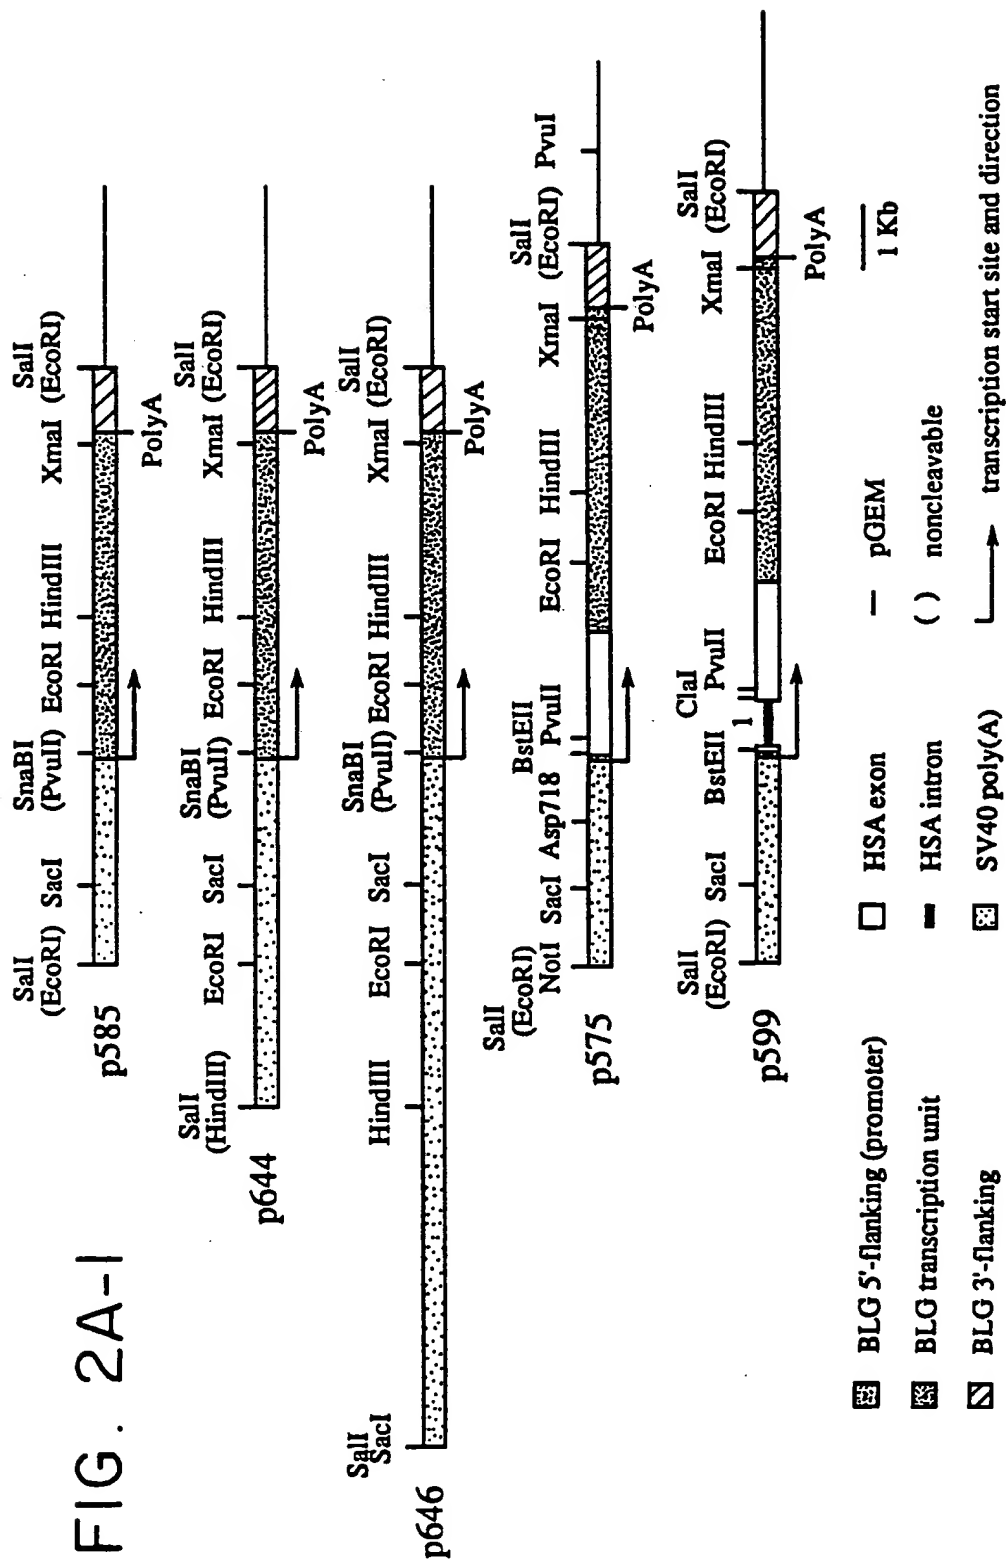 FIG. 2A-1
SalI
(EcoRI) SacI
SnaBI
(PvuII) EcoRI HindIII
XmaI
SalI
(EcoRI)
p585
PolyA
SalI
(HindIII)
EcoRI
SacI
SnaBI
(PvuII)
EcoRI
HindIII
XmaI
SalI
(EcoRI)
p644
PolyA
SalI
SacI
HindIII
EcoRI
SacI
SnaBI
(PvuII)
EcoRI HindIII
XmaI
SalI
(EcoRI)
p646
PolyA
SalI
(EcoRI)
NotI
SacI
Asp718
BstEII
PvuII
EcoRI
HindIII
XmaI
SalI
(EcoRI)
PvuI
p575
PolyA
SalI
(EcoRI)
SacI
BstEII
1
ClaI
PvuII
EcoRI HindIII
XmaI
SalI
(EcoRI)
p599
PolyA
BLG 5'-flanking (promoter)
HSA exon
pGEM
1 Kb
BLG transcription unit
HSA intron
( ) noncleavable
BLG 3'-flanking
SV40 poly(A)
transcription start site and direction